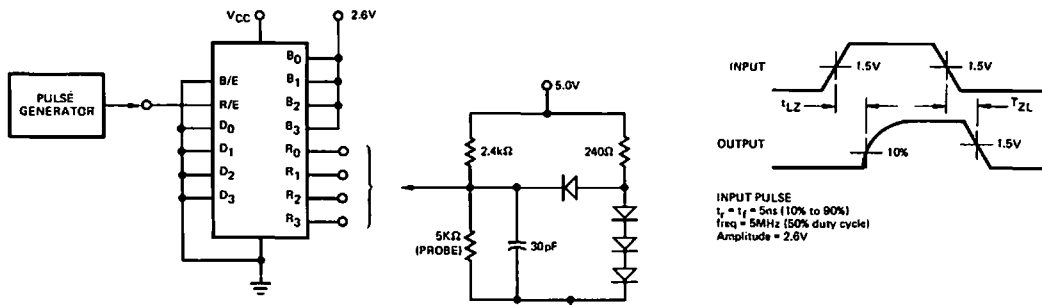 PULSE
GENERATOR
VCC
2.6V
B/E
R/E
D0
D1
D2
D3
B0
B1
B2
B3
R0
R1
R2
R3
5.0V
2.4kΩ
240Ω
5KΩ
(PROBE)
30pF
INPUT
1.5V
1.5V
tLZ
TZL
OUTPUT
10%
1.5V
INPUT PULSE
tr = tf = 5ns (10% to 90%)
freq = 5MHz (50% duty cycle)
Amplitude = 2.6V